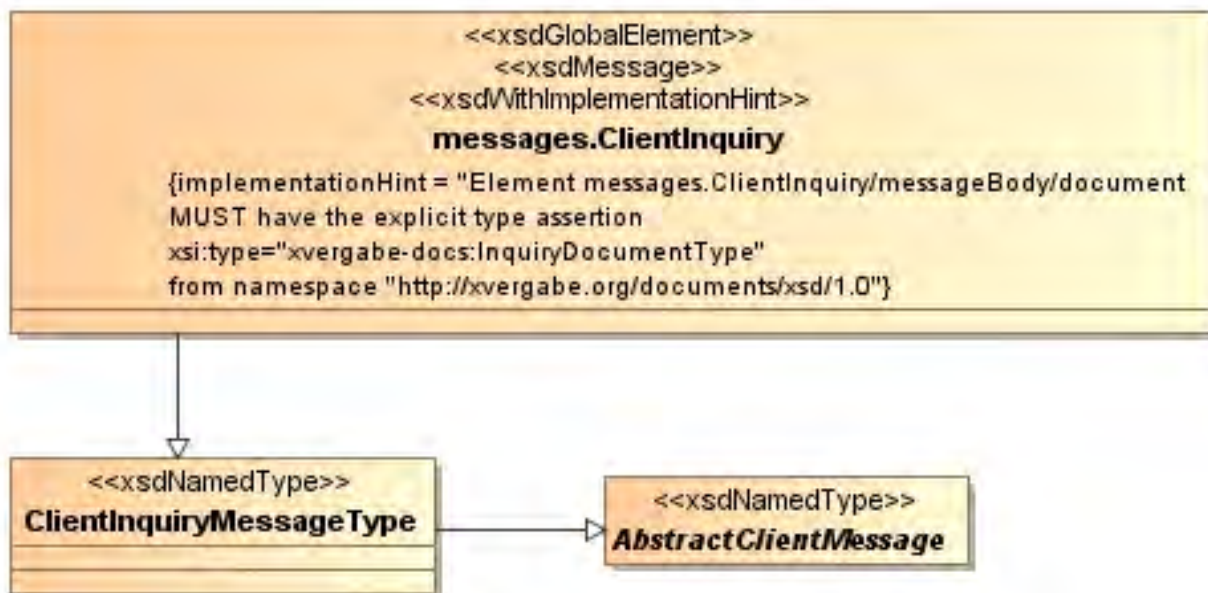 <<xsdGlobalElement>>
<<xsdMessage>>
<<xsdWithImplementationHint>>
messages.ClientInquiry
{implementationHint = "Element messages.ClientInquiry/messageBody/document
MUST have the explicit type assertion
xsi:type="xvergabe-docs:InquiryDocumentType"
from namespace "http://xvergabe.org/documents/xsd/1.0"}
<<xsdNamedType>>
ClientInquiryMessageType
<<xsdNamedType>>
AbstractClientMessage